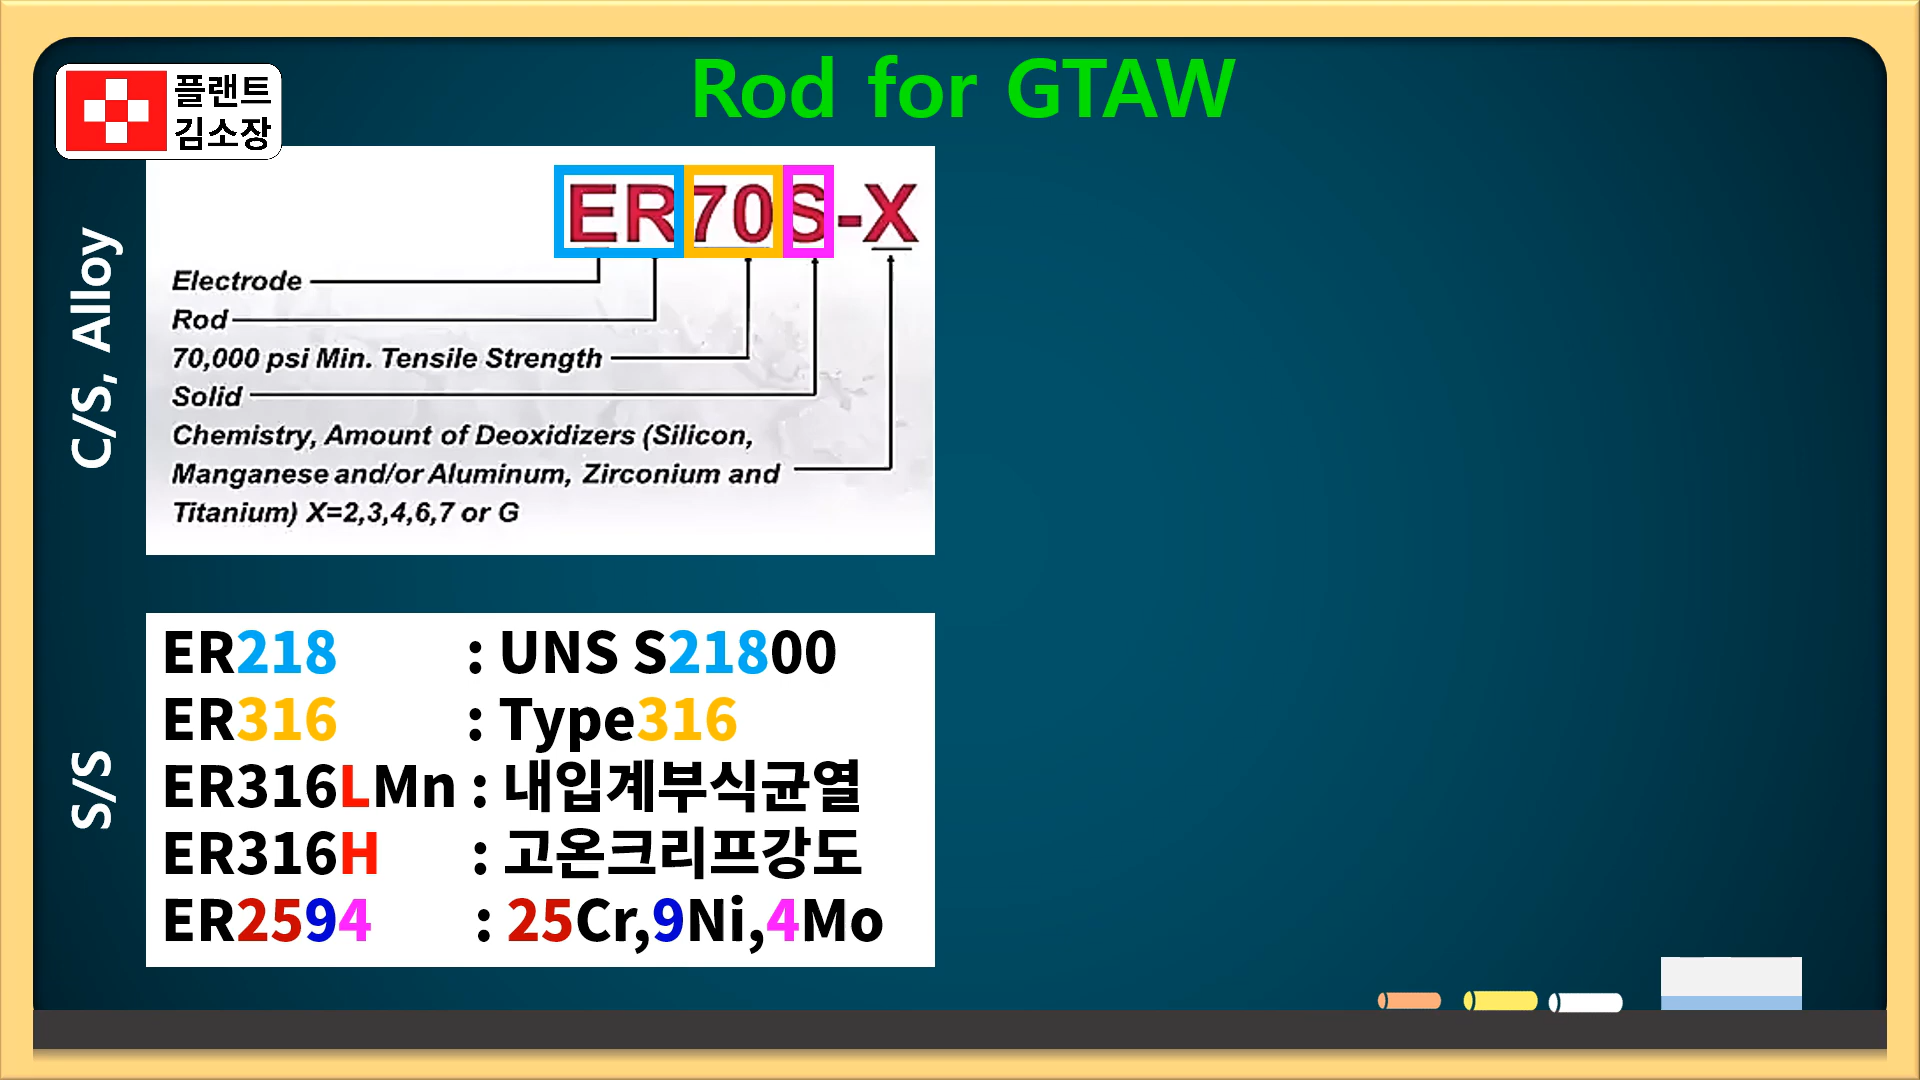 Rod for GTAW
플랜트
김소장
C/S, Alloy
ER70S-X
Electrode
Rod
70,000 psi Min. Tensile Strength
Solid
Chemistry, Amount of Deoxidizers (Silicon,
Manganese and/or Aluminum, Zirconium and
Titanium) X=2,3,4,6,7 or G
S/S
ER218 : UNS S21800
ER316 : Type316
ER316LMn : 내입계부식균열
ER316H : 고온크리프강도
ER2594 : 25Cr,9Ni,4Mo